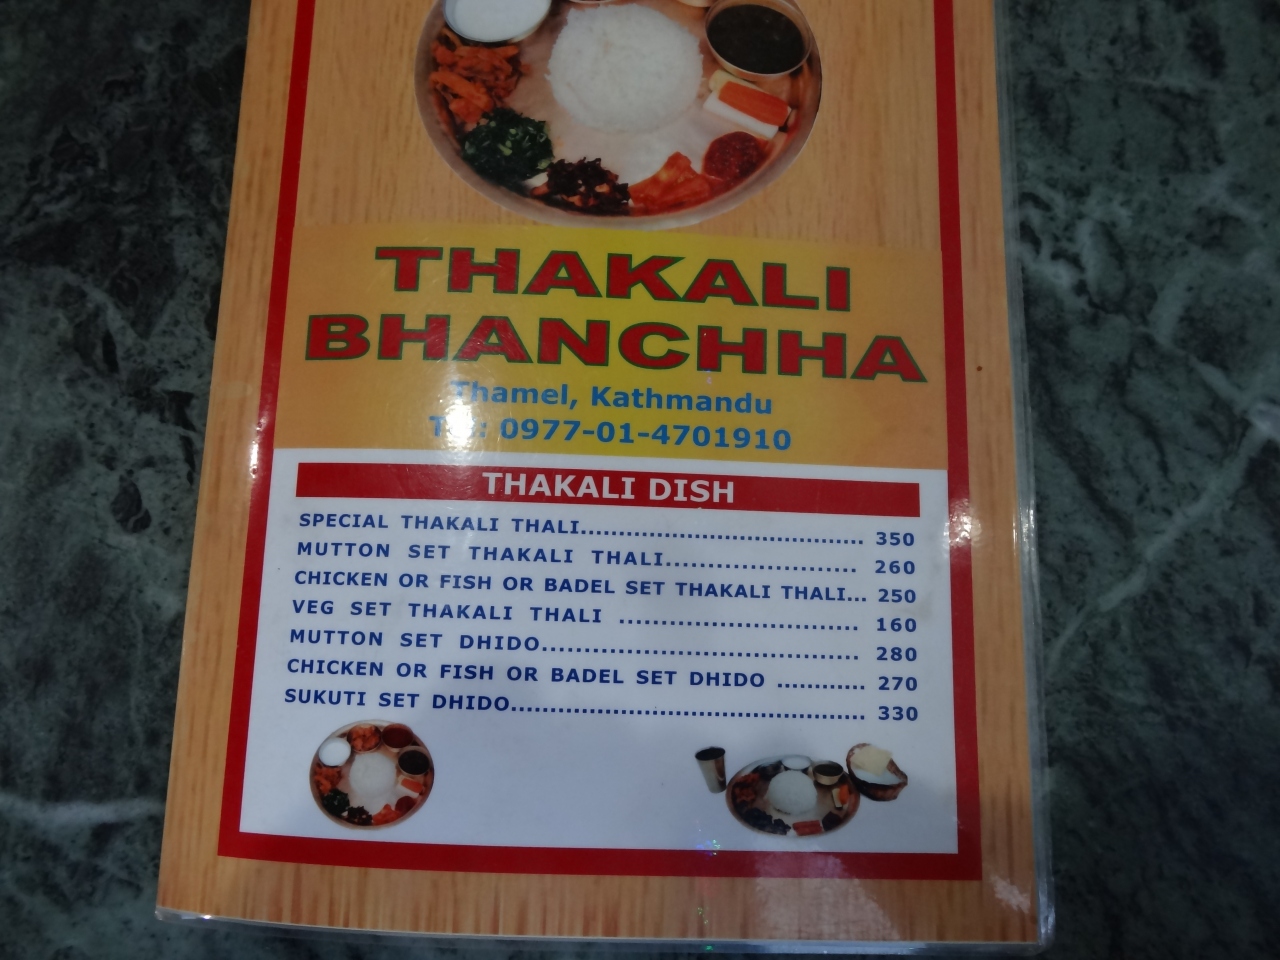 THAKALI
BHANCHHA
Thamel, Kathmandu
Tel: 0977-01-4701910
THAKALI DISH
SPECIAL THAKALI THALI..................................... 350
MUTTON SET THAKALI THALI....................... 260
CHICKEN OR FISH OR BADEL SET THAKALI THALI... 250
VEG SET THAKALI THALI ............................. 160
MUTTON SET DHIDO........................................ 280
CHICKEN OR FISH OR BADEL SET DHIDO ............ 270
SUKUTI SET DHIDO............................................. 330